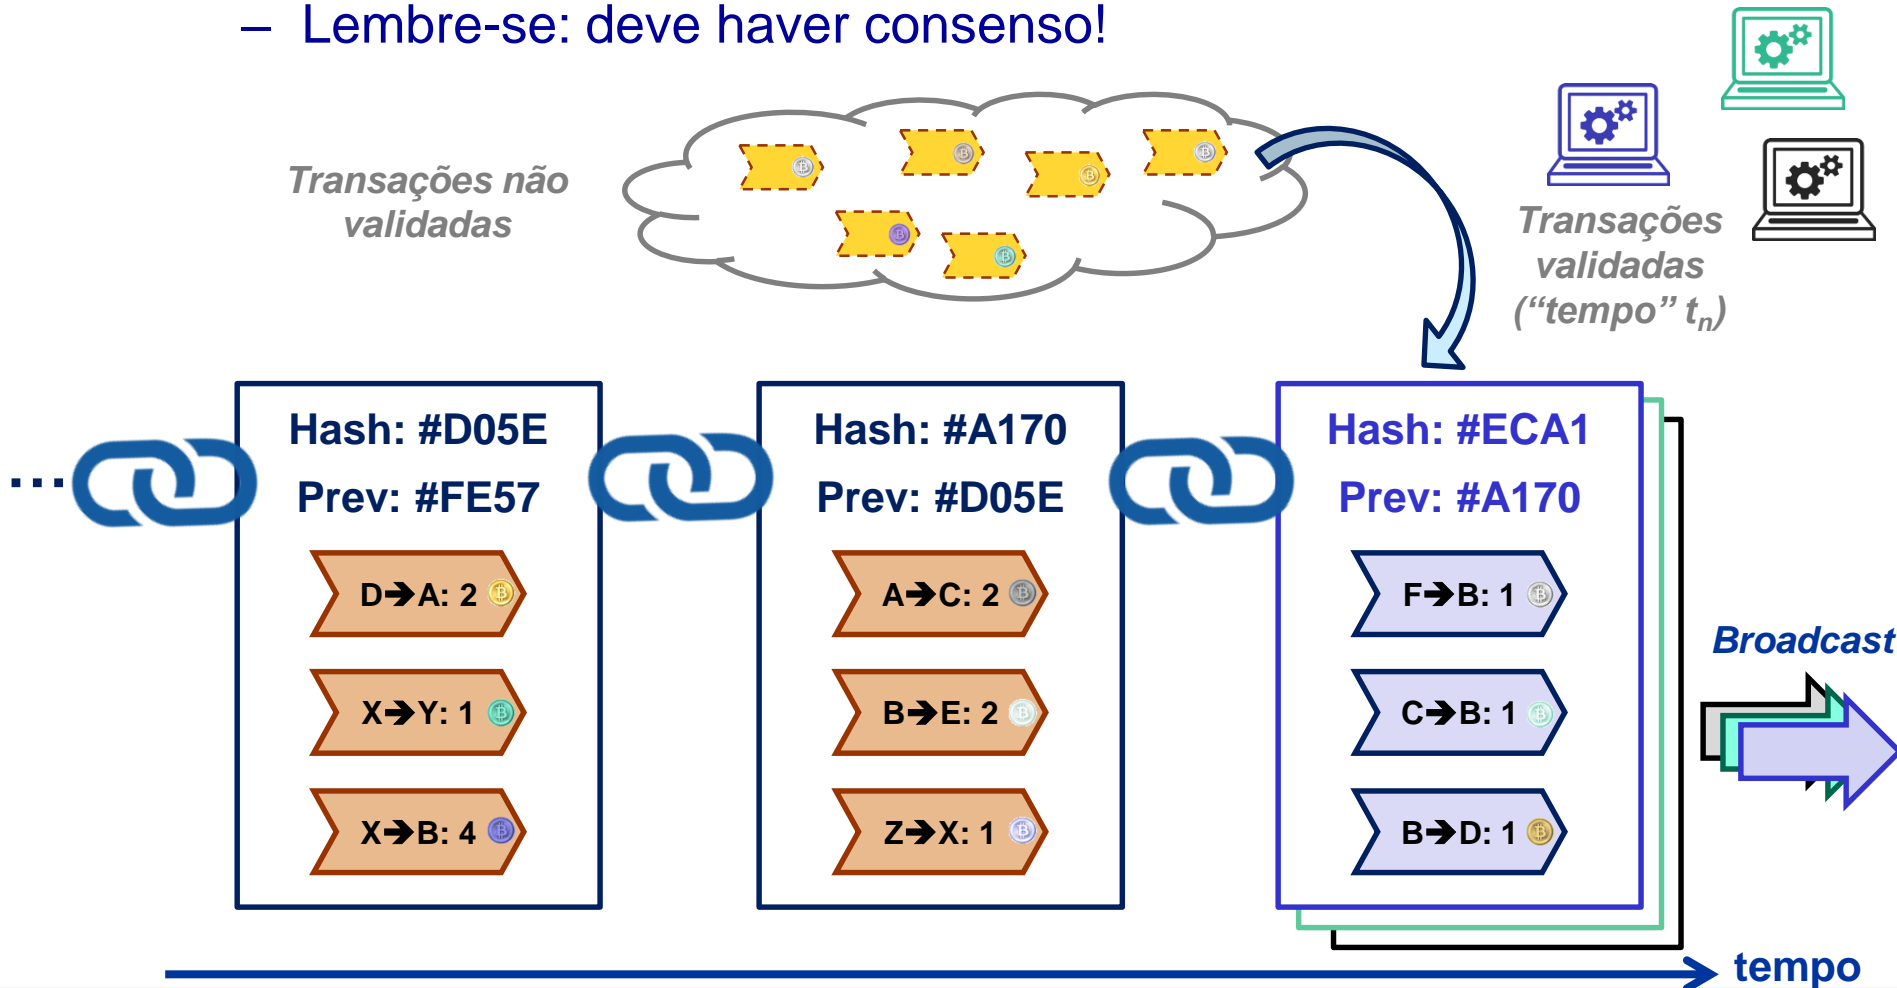 – Lembre-se: deve haver consenso!
Transações não
validadas
Transações
validadas
(“tempo” tn)
...
Hash: #D05E
Prev: #FE57
D➔A: 2
X➔Y: 1
X➔B: 4
Hash: #A170
Prev: #D05E
A➔C: 2
B➔E: 2
Z➔X: 1
Hash: #ECA1
Prev: #A170
F➔B: 1
C➔B: 1
B➔D: 1
Broadcast
tempo